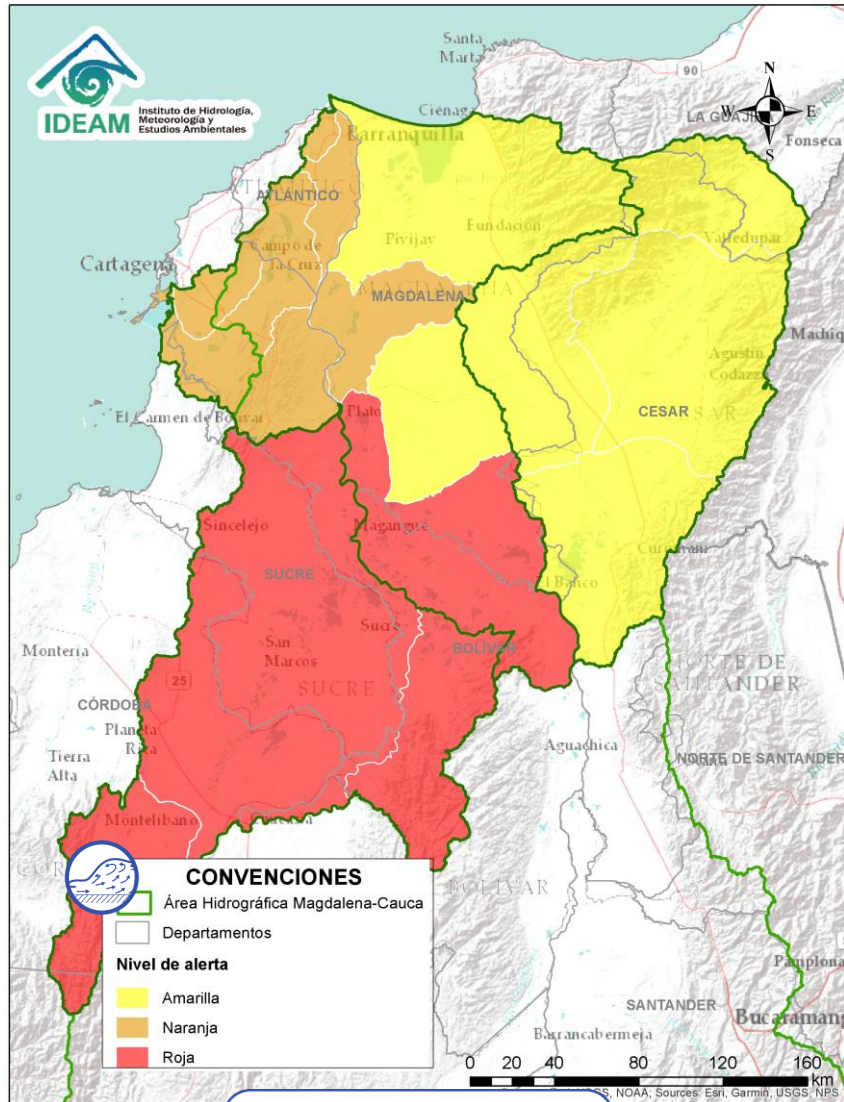 IDEAM
Instituto de Hidrología,
Meteorología y
Estudios Ambientales
Santa
Marta
90
N
W
E
S
Ciénaga
LA GUAJIRA
Fonseca
Barranquilla
ATLÁNTICO
Pivijay
Fundación
Valledupar
Cartagena
Campo de
la Cruz
MAGDALENA
MAGDALENA
Agustín
Codazzi
CESAR
El Carmen de Bolívar
Plato
Sincelejo
Magangué
SUCRE
El Banco
Montería
San
Marcos
Sucre
BOLÍVAR
SUCRE
25
CÓRDOBA
Planeta
Rica
Tierra
Alta
NORTE DE
SANTANDER
Aguachica
NORTE DE SANTANDER
Montelíbano
BOLÍVAR
CONVENCIONES
Área Hidrográfica Magdalena-Cauca
Departamentos
Nivel de alerta
Amarilla
Naranja
Roja
Pamplona
SANTANDER
Barrancabermeja
0 20 40 80 120 160
km
NOAA; Sources: Esri, Garmin, USGS, NPS